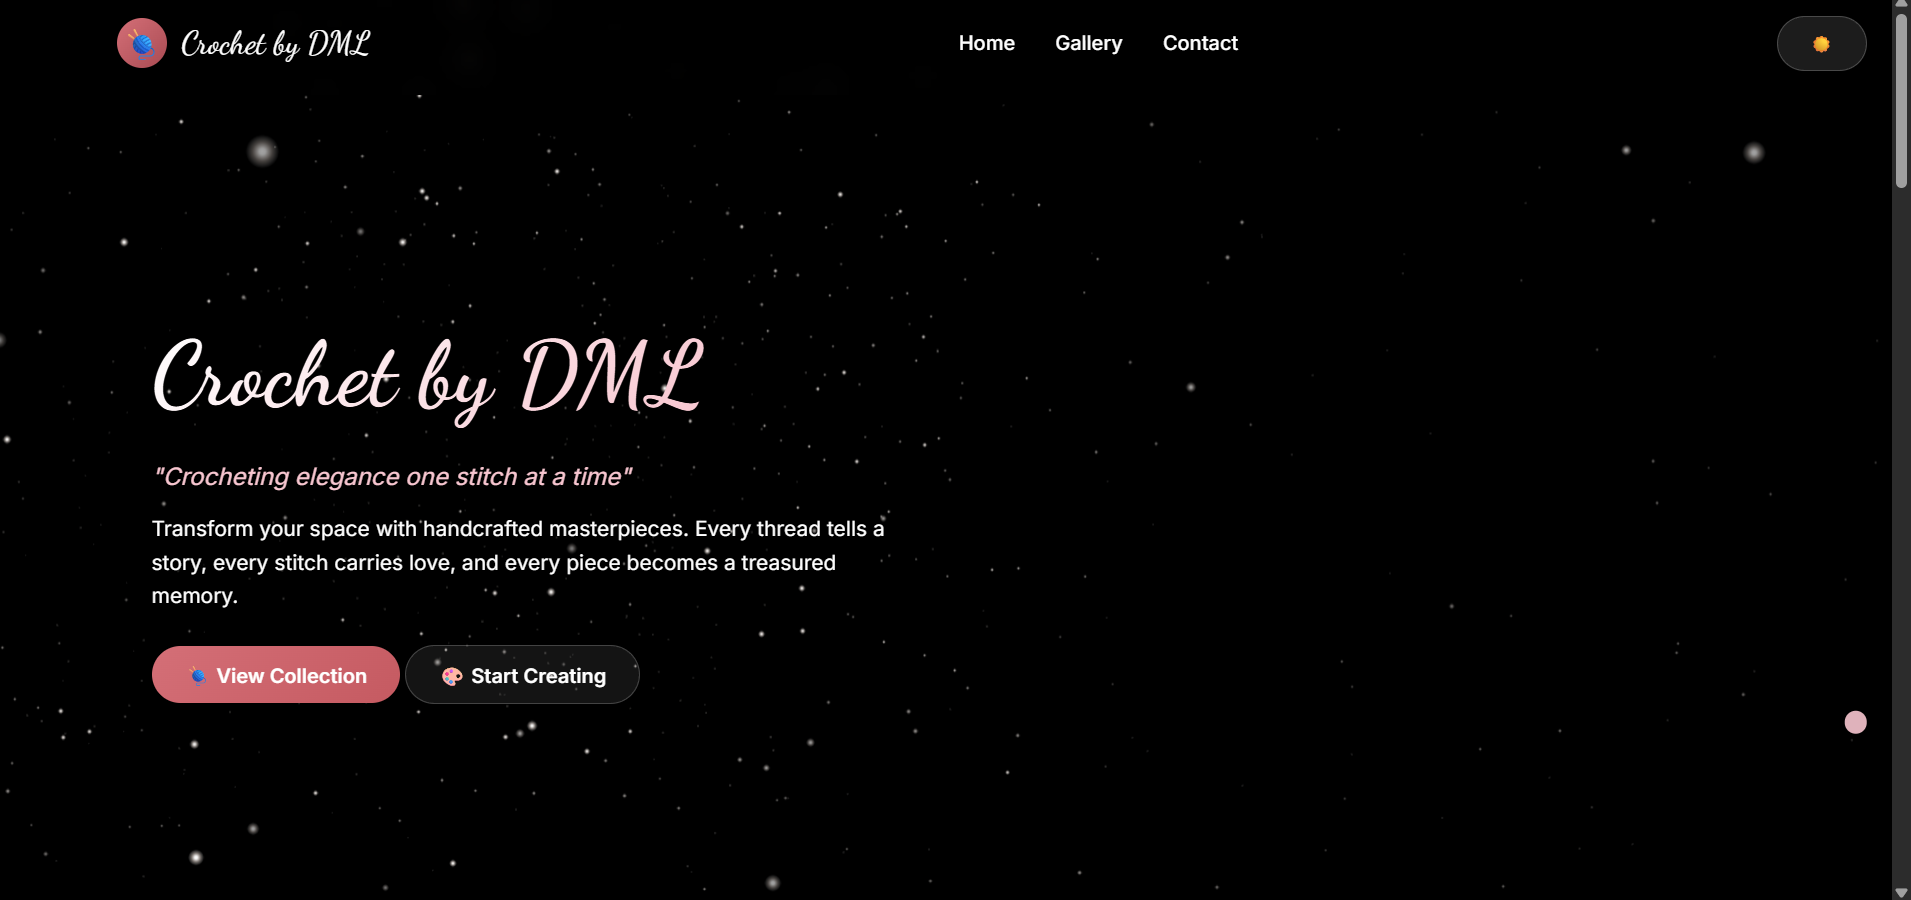 Crochet by DML
Home
Gallery
Contact
Crochet by DML
"Crocheting elegance one stitch at a time"
Transform your space with handcrafted masterpieces. Every thread tells a
story, every stitch carries love, and every piece becomes a treasured
memory.
View Collection
Start Creating